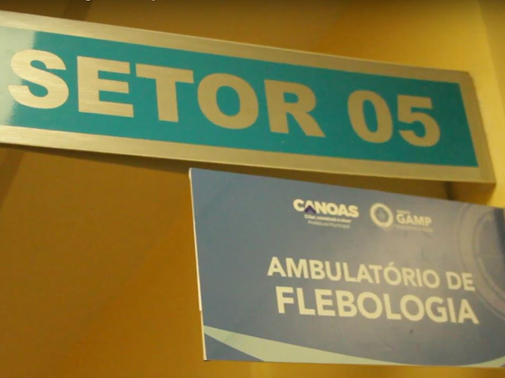 SETOR 05
CANOAS
GAMP
AMBULATÓRIO DE
FLEBOLOGIA